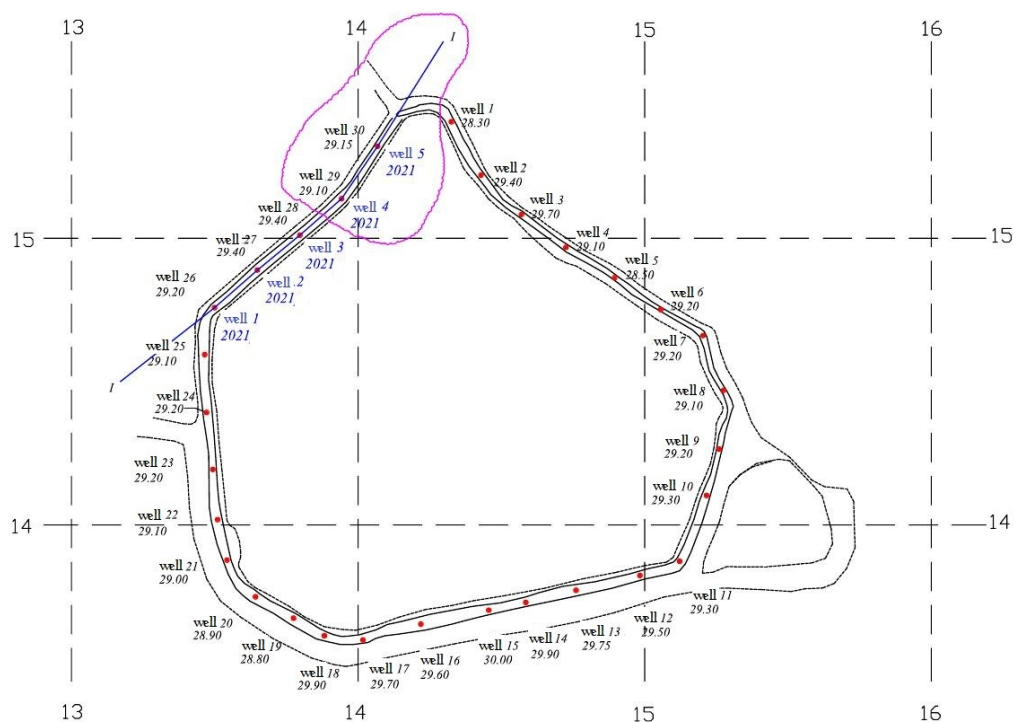 13 14 15 16
I
well 1
28.30
well 30
29.15
well 5
2021
well 2
29.40
well 29
29.10
well 3
29.70
well 28
29.40
well 4
2021
well 4
29.10
15 15
well 27
29.40
well 3
2021
well 5
28.50
well 26
29.20
well 2
2021
well 6
29.20
well 1
2021
well 7
29.20
well 25
29.10
I
well 8
29.10
well 24
29.20
well 9
29.20
well 23
29.20
well 10
29.30
well 22
29.10
14 14
well 21
29.00
well 11
29.30
well 20
28.90
well 12
29.50
well 13
29.75
well 14
29.90
well 15
30.00
well 19
28.80
well 16
29.60
well 17
29.70
well 18
29.90
13 14 15 16